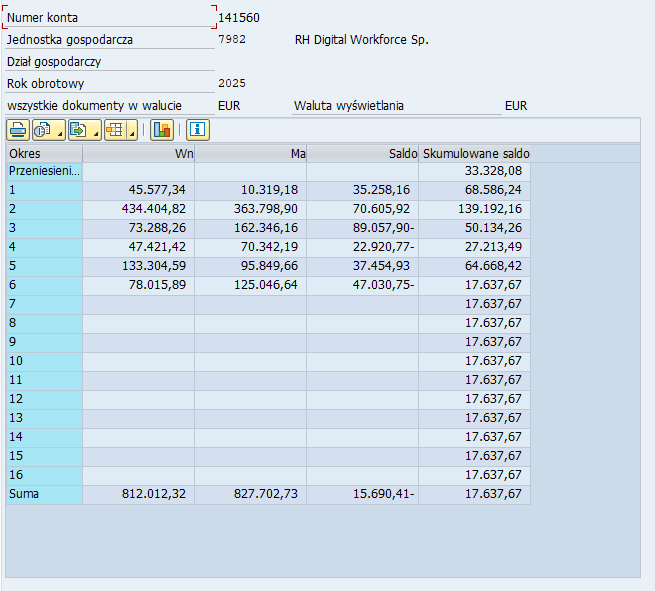 Numer konta 141560
Jednostka gospodarcza 7982 RH Digital Workforce Sp.
Dział gospodarczy
Rok obrotowy 2025
wszystkie dokumenty w walucie EUR Waluta wyświetlania EUR
Okres Wn Ma Saldo Skumulowane saldo
Przeniesieni... 33.328,08
1 45.577,34 10.319,18 35.258,16 68.586,24
2 434.404,82 363.798,90 70.605,92 139.192,16
3 73.288,26 162.346,16 89.057,90- 50.134,26
4 47.421,42 70.342,19 22.920,77- 27.213,49
5 133.304,59 95.849,66 37.454,93 64.668,42
6 78.015,89 125.046,64 47.030,75- 17.637,67
7 17.637,67
8 17.637,67
9 17.637,67
10 17.637,67
11 17.637,67
12 17.637,67
13 17.637,67
14 17.637,67
15 17.637,67
16 17.637,67
Suma 812.012,32 827.702,73 15.690,41- 17.637,67